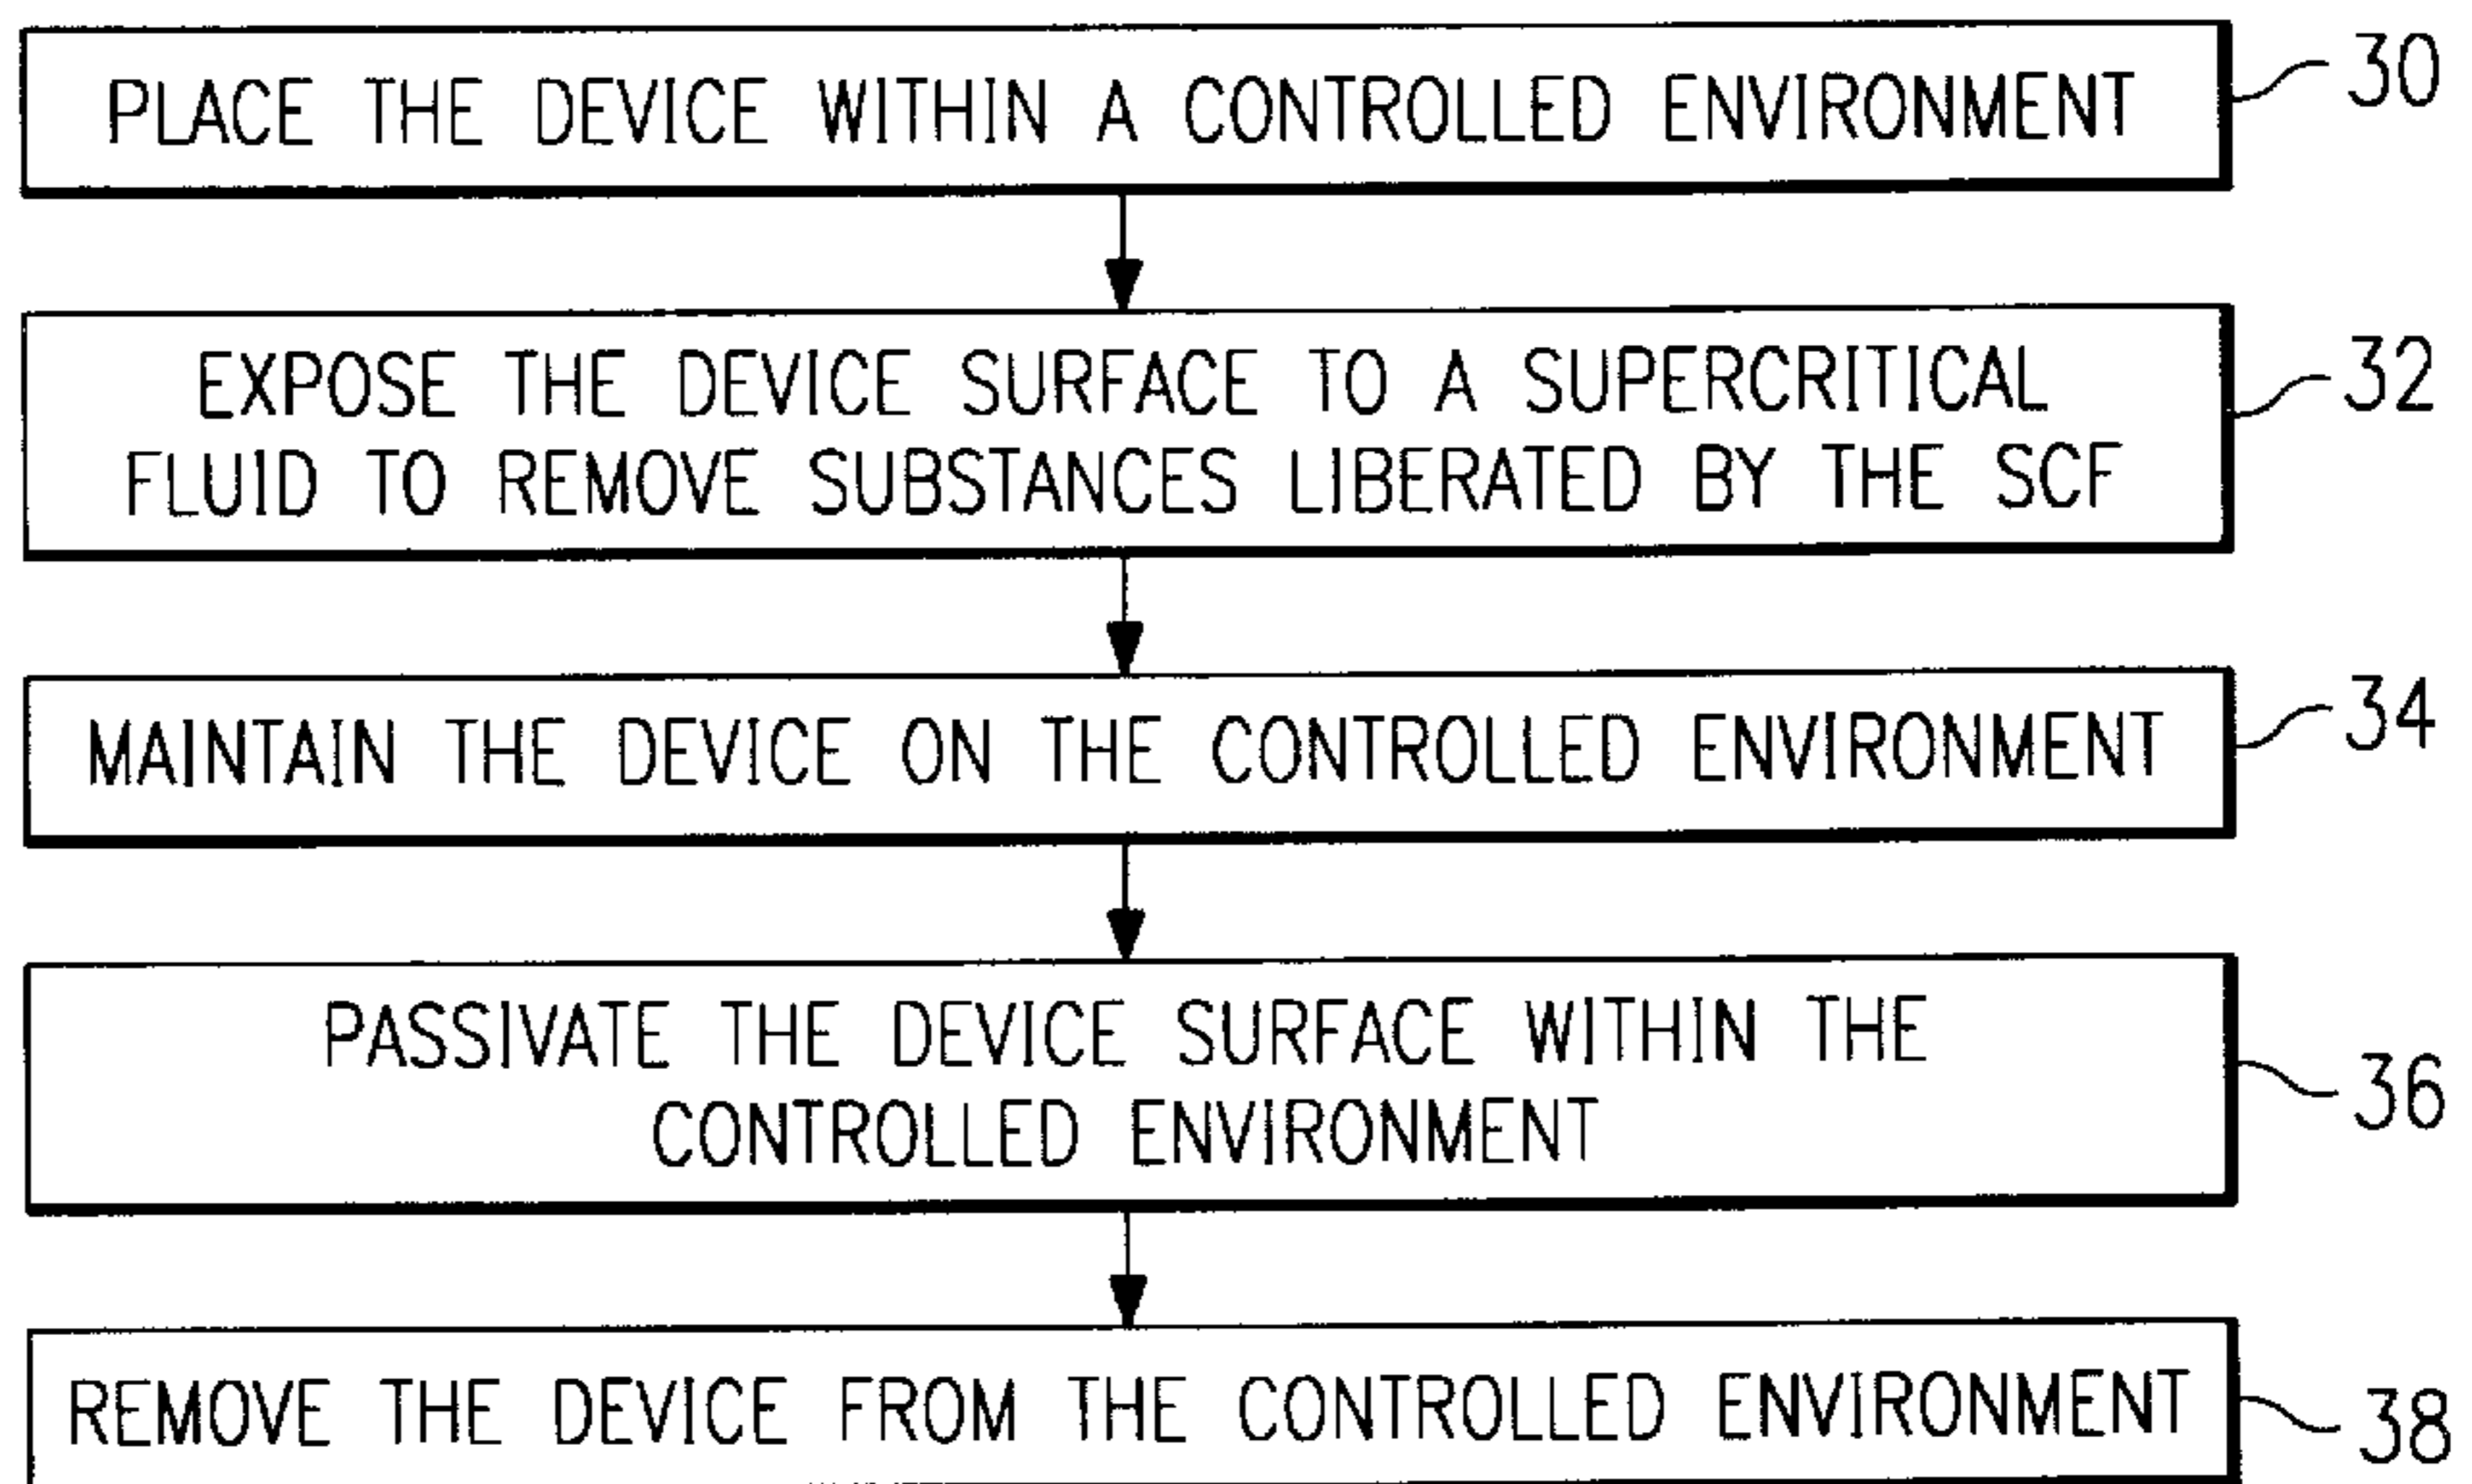 PLACE THE DEVICE WITHIN A CONTROLLED ENVIRONMENT
30
EXPOSE THE DEVICE SURFACE TO A SUPERCRITICAL
FLUID TO REMOVE SUBSTANCES LIBERATED BY THE SCF
32
MAINTAIN THE DEVICE ON THE CONTROLLED ENVIRONMENT
34
PASSIVATE THE DEVICE SURFACE WITHIN THE
CONTROLLED ENVIRONMENT
36
REMOVE THE DEVICE FROM THE CONTROLLED ENVIRONMENT
38